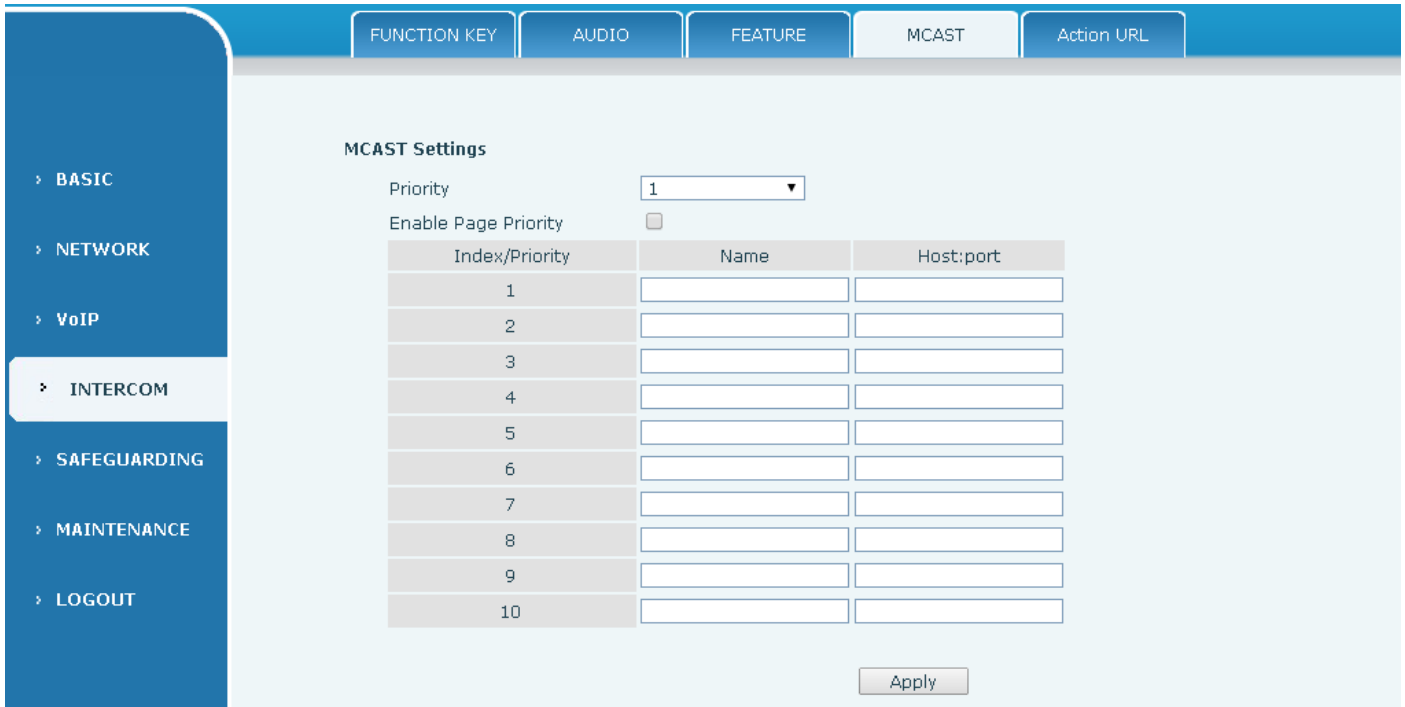 FUNCTION KEY AUDIO FEATURE MCAST Action URL
› BASIC
› NETWORK
› VoIP
› INTERCOM
› SAFEGUARDING
› MAINTENANCE
› LOGOUT
MCAST Settings
Priority 1
Enable Page Priority
Index/Priority Name Host:port
1
2
3
4
5
6
7
8
9
10
Apply